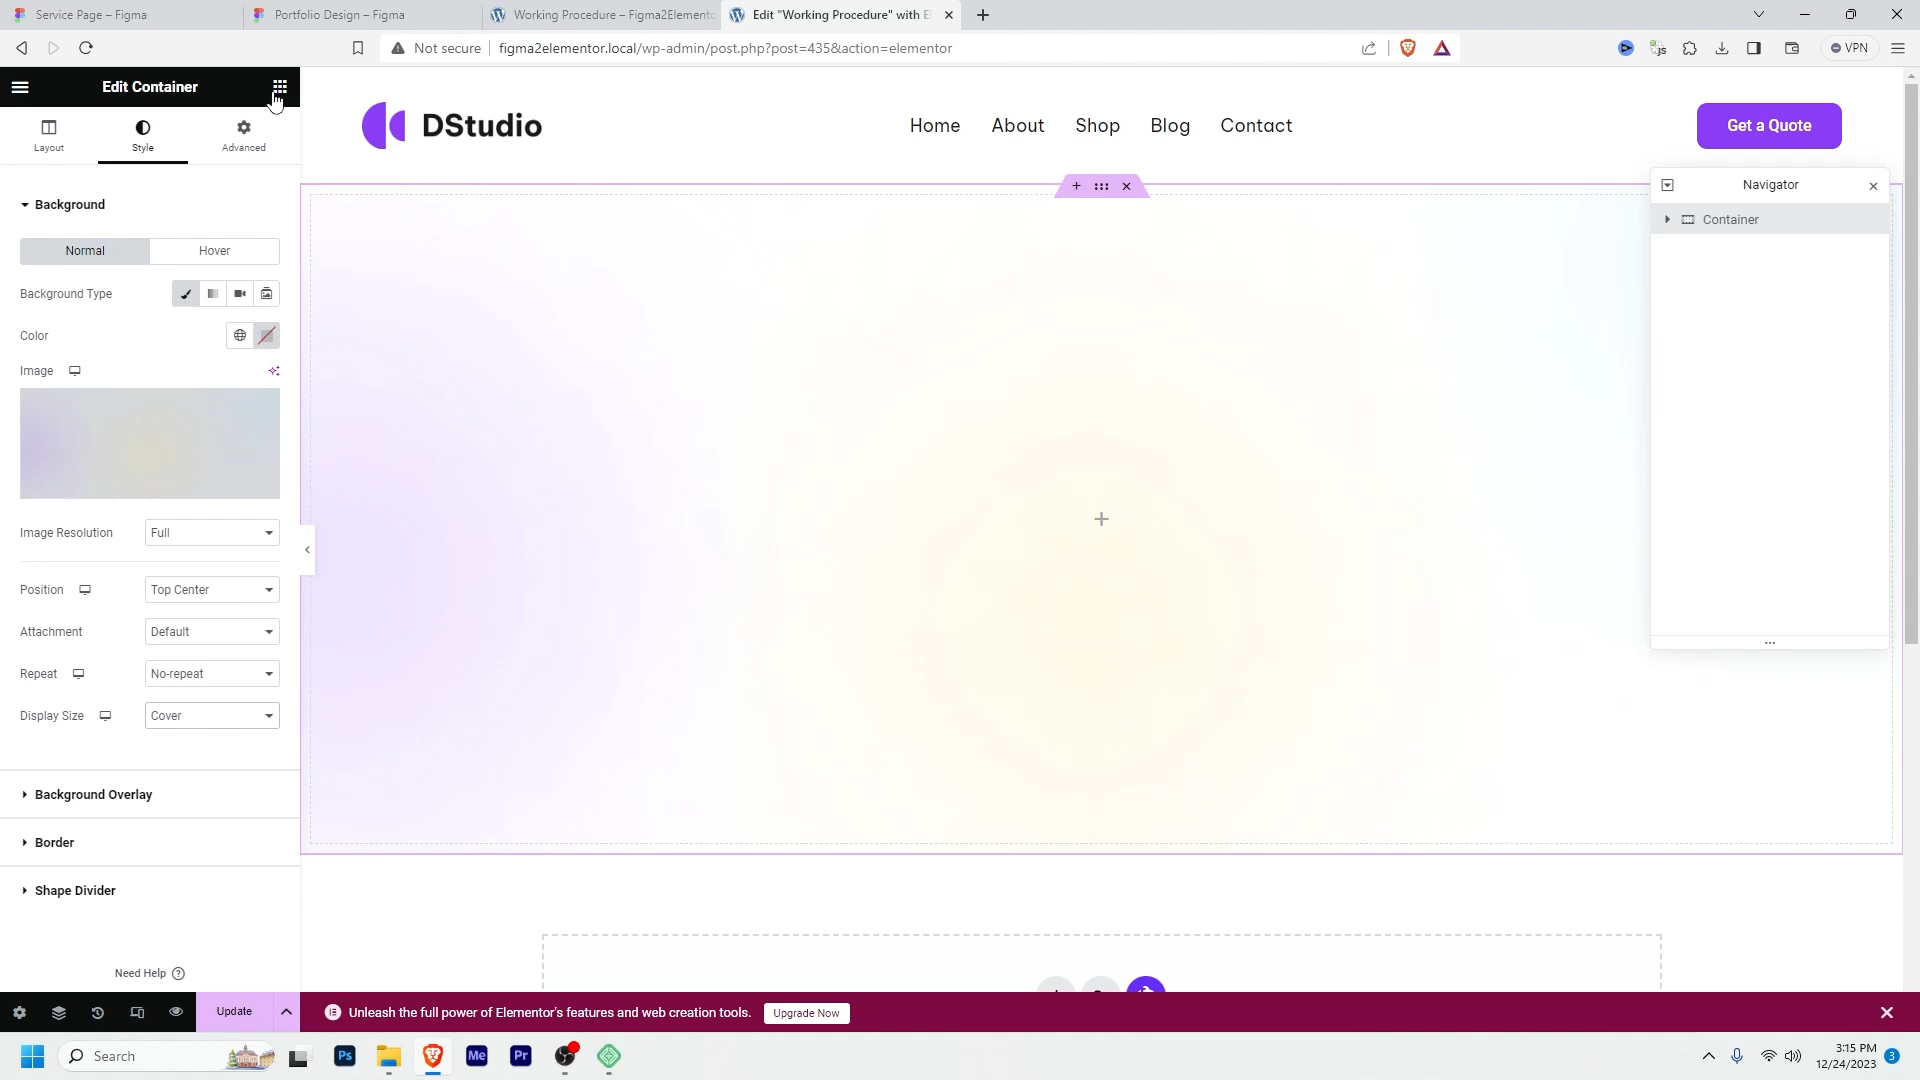 Service Page – Figma
Portfolio Design – Figma
Working Procedure – Figma2Elemento
Edit "Working Procedure" with E
Not secure
figma2elementor.local/wp-admin/post.php?post=435&action=elementor
VPN
Edit Container
Layout
Style
Advanced
Background
Normal
Hover
Background Type
Color
Image
Image Resolution
Full
Position
Top Center
Attachment
Default
Repeat
No-repeat
Display Size
Cover
Background Overlay
Border
Shape Divider
Need Help
Update
DStudio
Home
About
Shop
Blog
Contact
Get a Quote
Navigator
Container
Unleash the full power of Elementor's features and web creation tools.
Upgrade Now
Search
Ps
Me
Pr
3:15 PM
12/24/2023
3